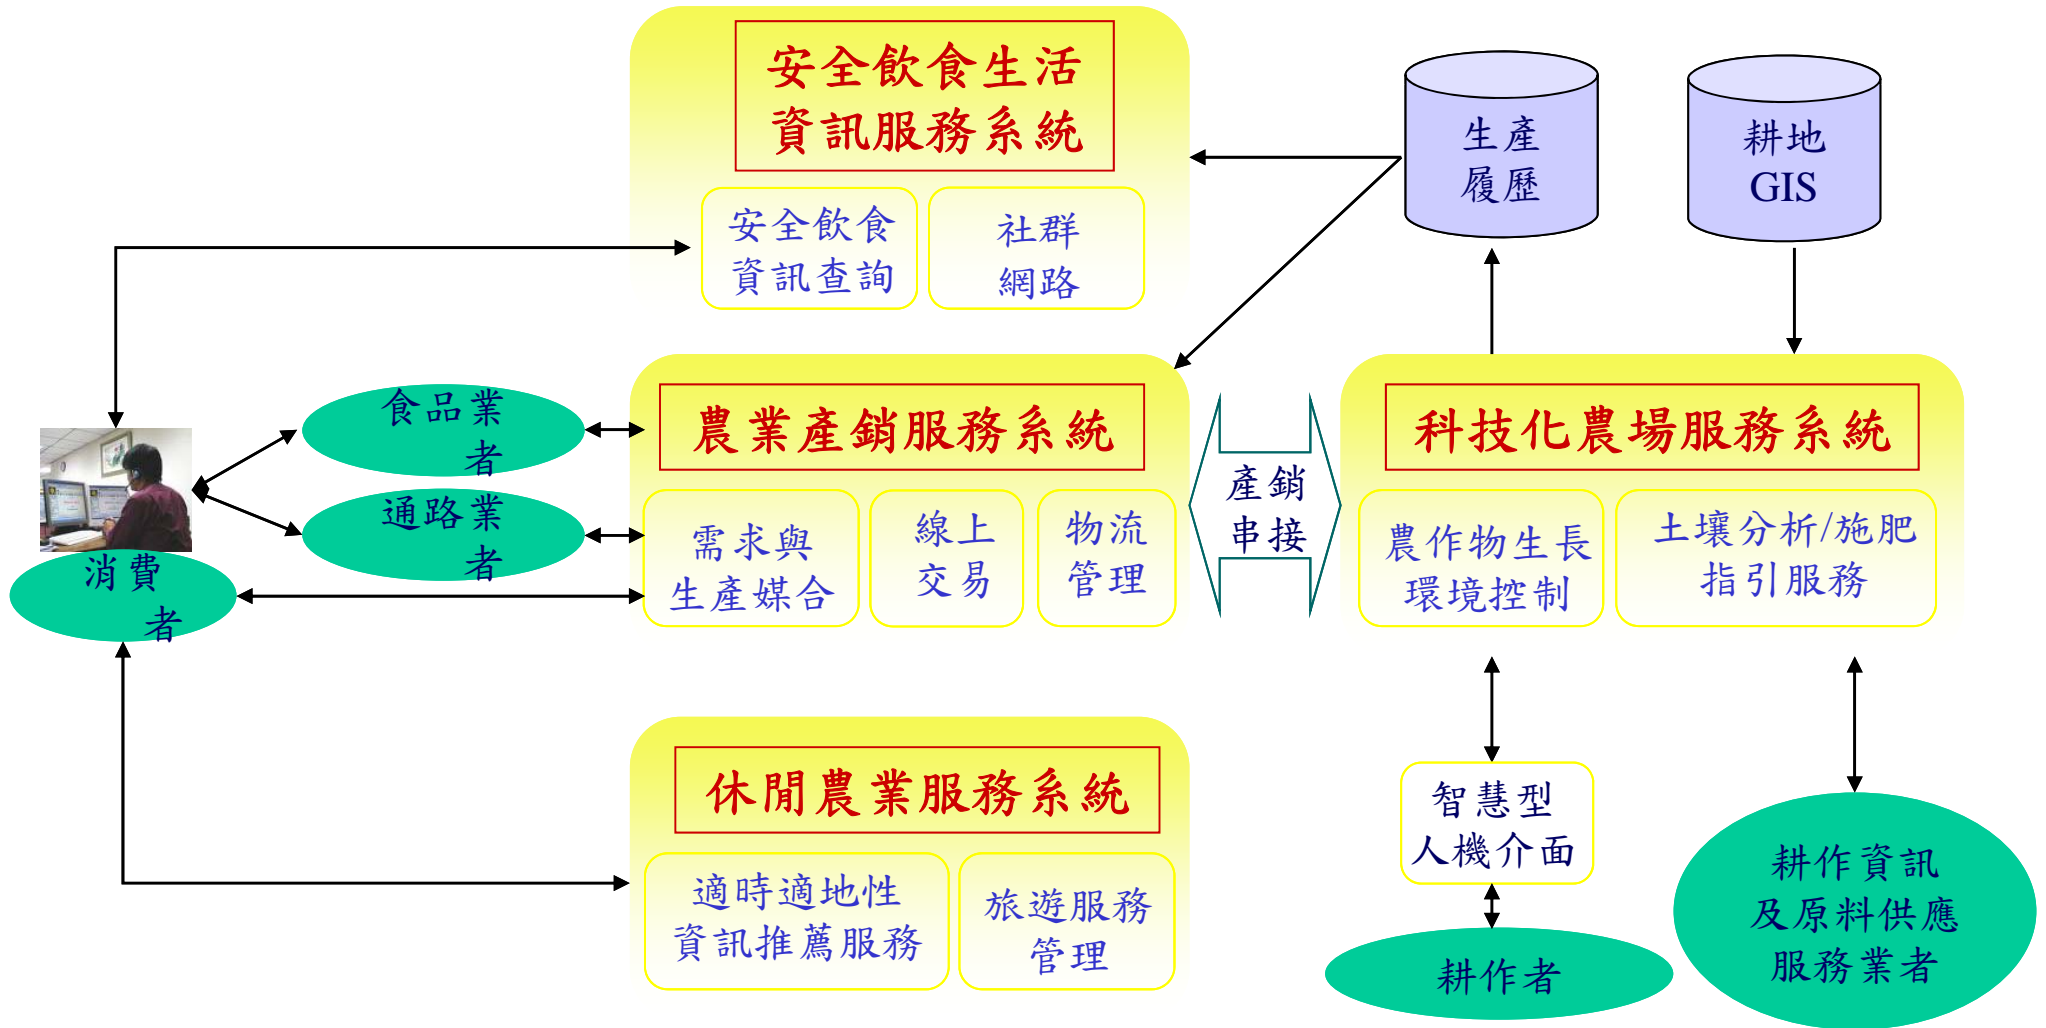 安全飲食生活
資訊服務系統
安全飲食
資訊查詢
社群
網路
生產
履歷
耕地
GIS
食品業
者
通路業
者
消費
者
農業產銷服務系統
需求與
生產媒合
線上
交易
物流
管理
產銷
串接
科技化農場服務系統
農作物生長
環境控制
土壤分析/施肥
指引服務
休閒農業服務系統
適時適地性
資訊推薦服務
旅遊服務
管理
智慧型
人機介面
耕作者
耕作資訊
及原料供應
服務業者